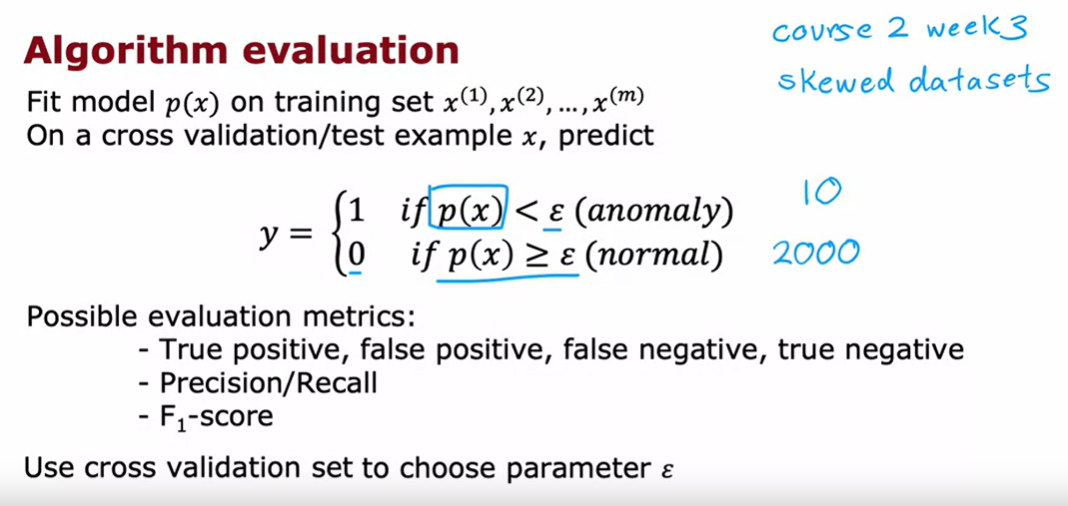 Algorithm evaluation
course 2 week3
skewed datasets
Fit model p(x) on training set x⁽¹⁾, x⁽²⁾, ..., x⁽ᵐ⁾
On a cross validation/test example x, predict
y = { 1 if p(x) < ε (anomaly) 10
0 if p(x) ≥ ε (normal) 2000
Possible evaluation metrics:
- True positive, false positive, false negative, true negative
- Precision/Recall
- F₁-score
Use cross validation set to choose parameter ε